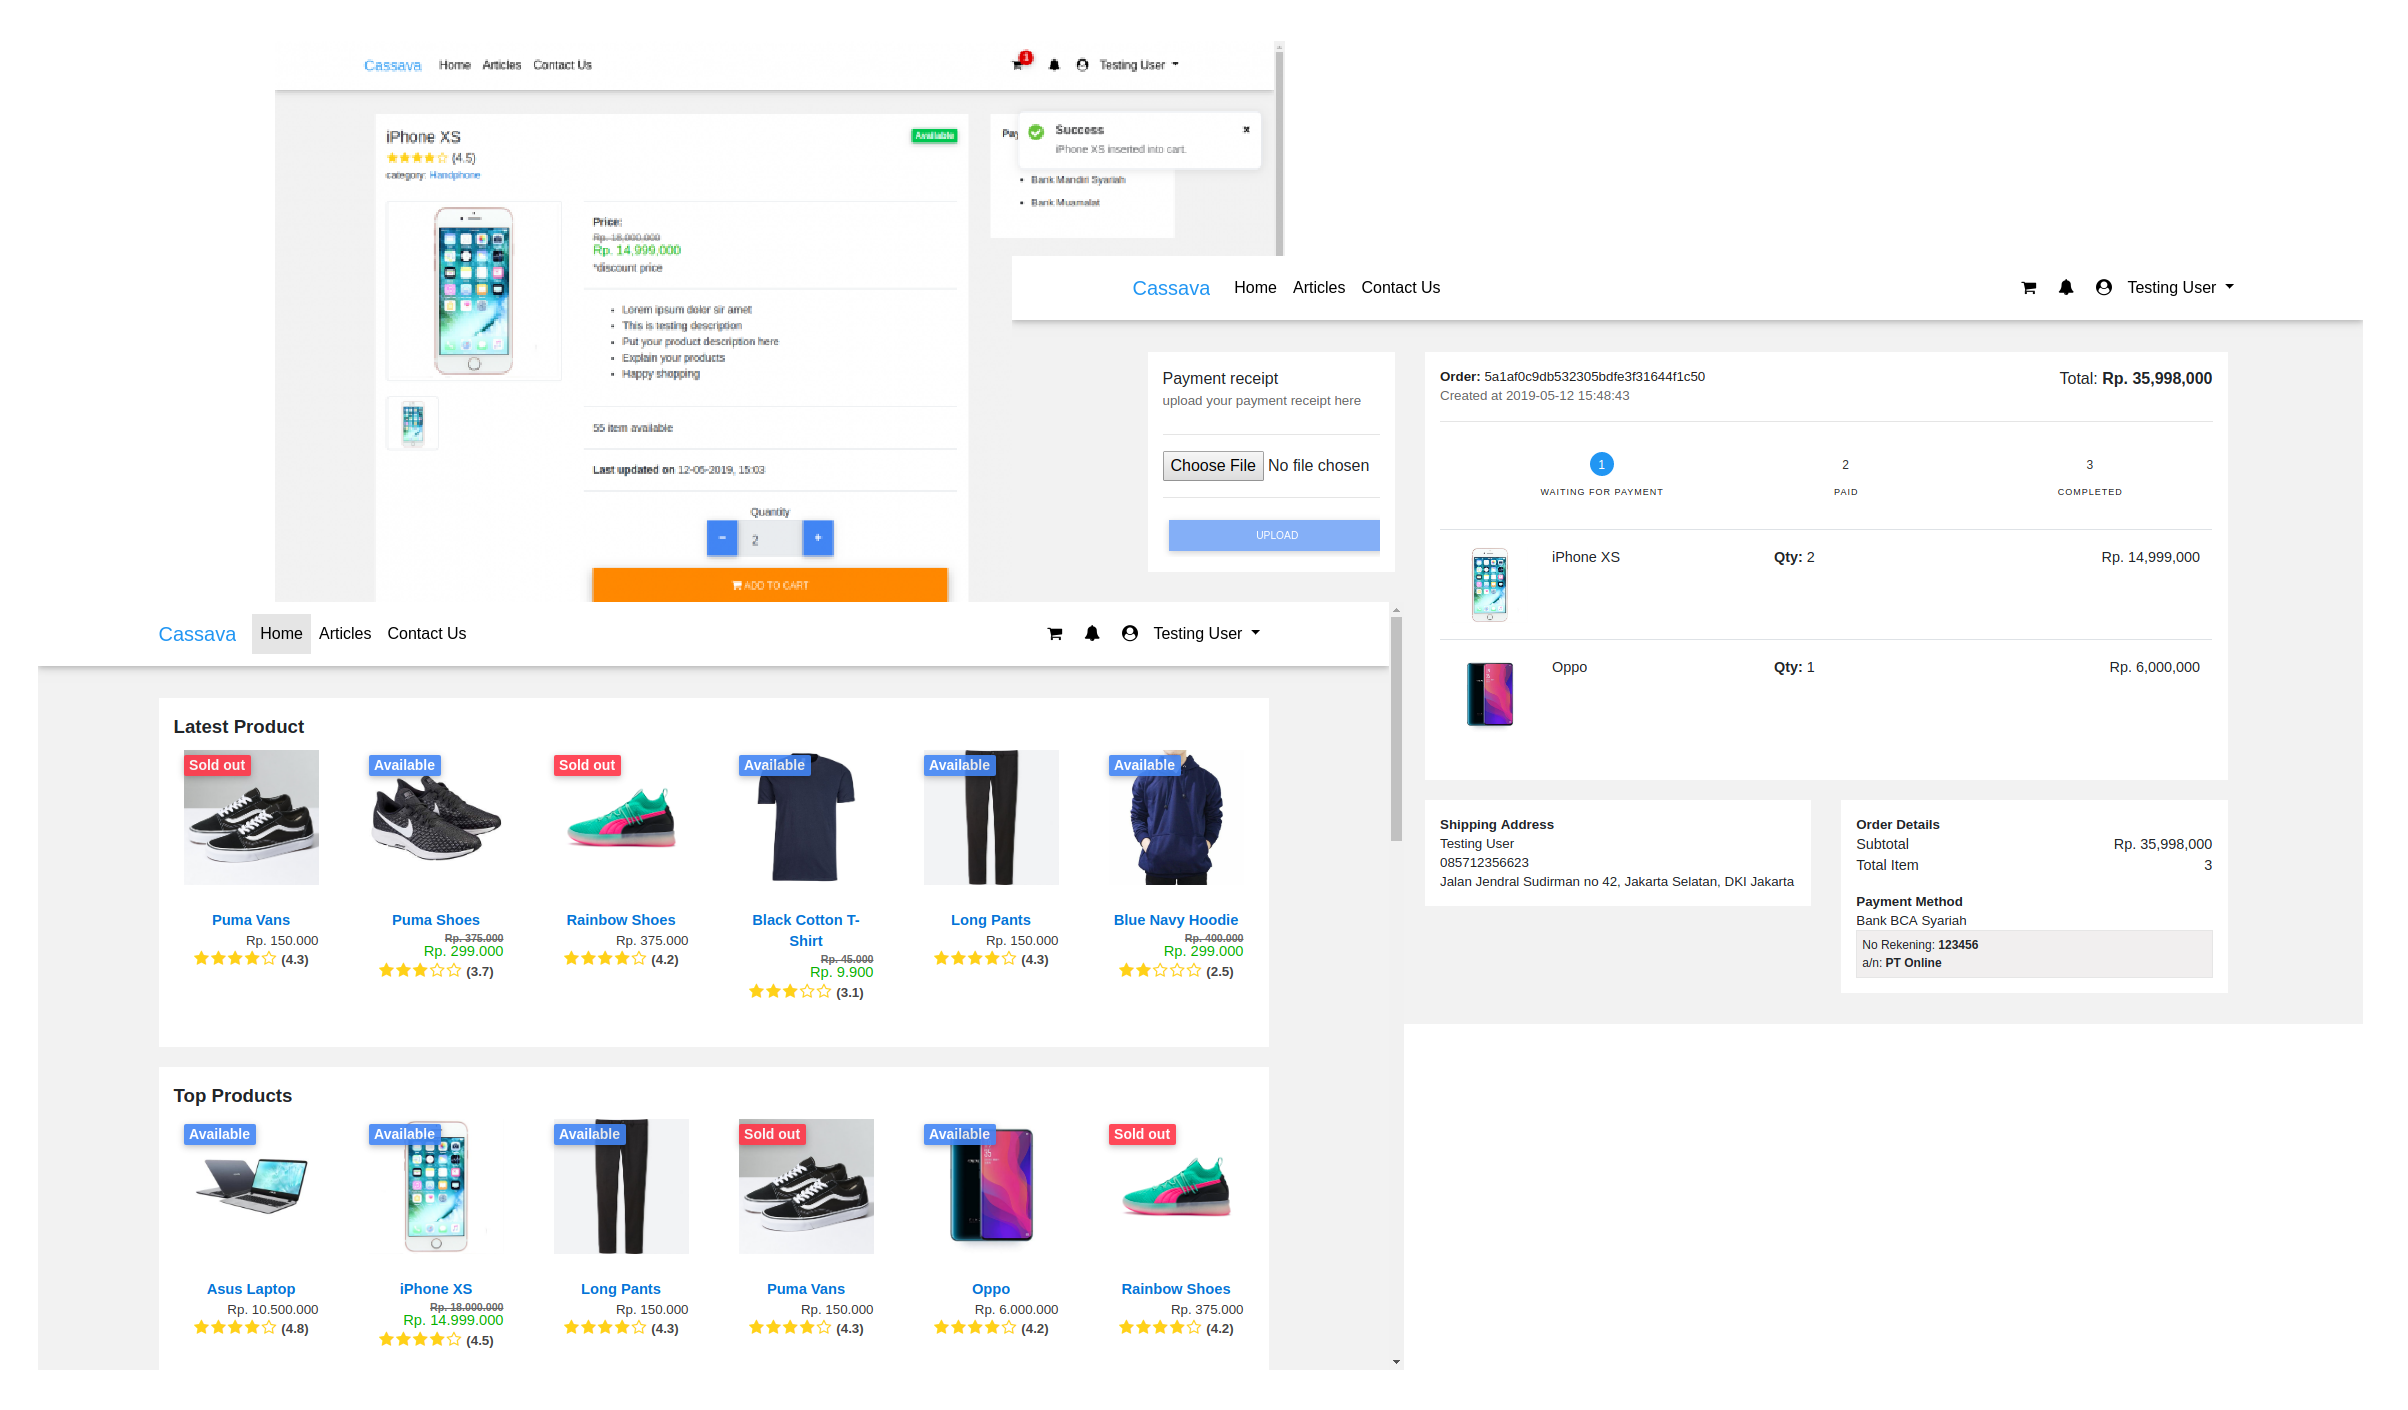 Cassava Home Articles Contact Us 1 Testing User
iPhone XS Available
(4.5)
category: Handphone
Price:
Rp. 18,000.000
Rp. 14,999,000
*discount price
Lorem ipsum dolor sir amet
This is testing description
Put your product description here
Explain your products
Happy shopping
55 item available
Last updated on 12-05-2019, 15:03
Quantity
- 2 +
ADD TO CART
Success
iPhone XS inserted into cart.
Bank Mandiri Syariah
Bank Muamalat
Cassava Home Articles Contact Us Testing User
Payment receipt
upload your payment receipt here
Choose File No file chosen
UPLOAD
Order: 5a1af0c9db532305bdfe3f31644f1c50 Total: Rp. 35,998,000
Created at 2019-05-12 15:48:43
1 2 3
WAITING FOR PAYMENT PAID COMPLETED
iPhone XS Qty: 2 Rp. 14,999,000
Oppo Qty: 1 Rp. 6,000,000
Shipping Address
Testing User
085712356623
Jalan Jendral Sudirman no 42, Jakarta Selatan, DKI Jakarta
Order Details
Subtotal Rp. 35,998,000
Total Item 3
Payment Method
Bank BCA Syariah
No Rekening: 123456
a/n: PT Online
Cassava Home Articles Contact Us Testing User
Latest Product
Sold out Available Sold out Available Available Available
Puma Vans
Rp. 150.000
(4.3)
Puma Shoes
Rp. 375.000
Rp. 299.000
(3.7)
Rainbow Shoes
Rp. 375.000
(4.2)
Black Cotton T-
Shirt
Rp. 45.000
Rp. 9.900
(3.1)
Long Pants
Rp. 150.000
(4.3)
Blue Navy Hoodie
Rp. 400.000
Rp. 299.000
(2.5)
Top Products
Available Available Available Sold out Available Sold out
Asus Laptop
Rp. 10.500.000
(4.8)
iPhone XS
Rp. 18.000.000
Rp. 14.999.000
(4.5)
Long Pants
Rp. 150.000
(4.3)
Puma Vans
Rp. 150.000
(4.3)
Oppo
Rp. 6.000.000
(4.2)
Rainbow Shoes
Rp. 375.000
(4.2)